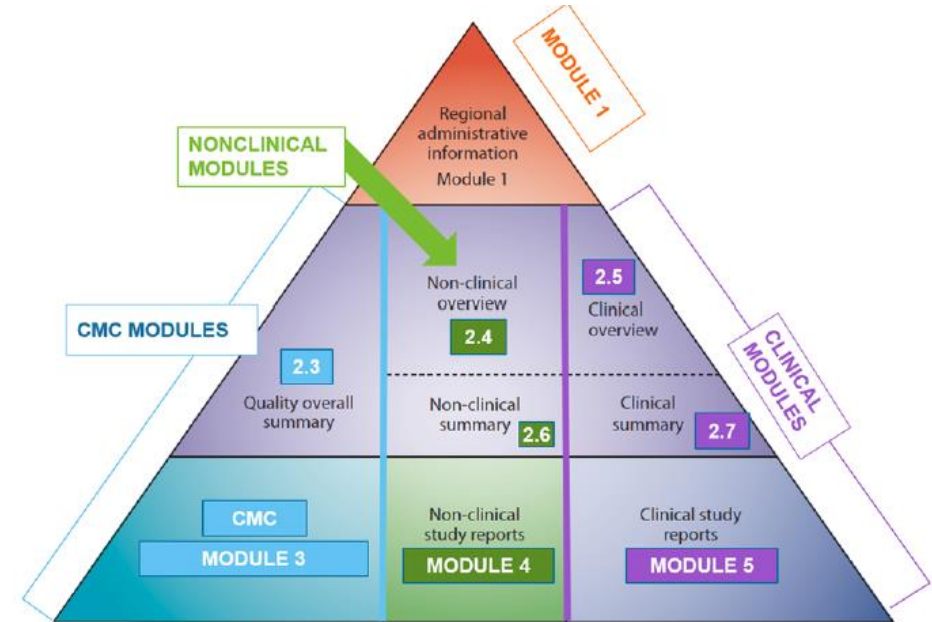 MODULE 1
Regional
administrative
information
Module 1
NONCLINICAL
MODULES
CMC MODULES
CLINICAL
MODULES
2.3
Quality overall
summary
Non-clinical
overview
2.4
2.5
Clinical
overview
Non-clinical
summary
2.6
Clinical
summary
2.7
CMC
MODULE 3
Non-clinical
study reports
MODULE 4
Clinical study
reports
MODULE 5